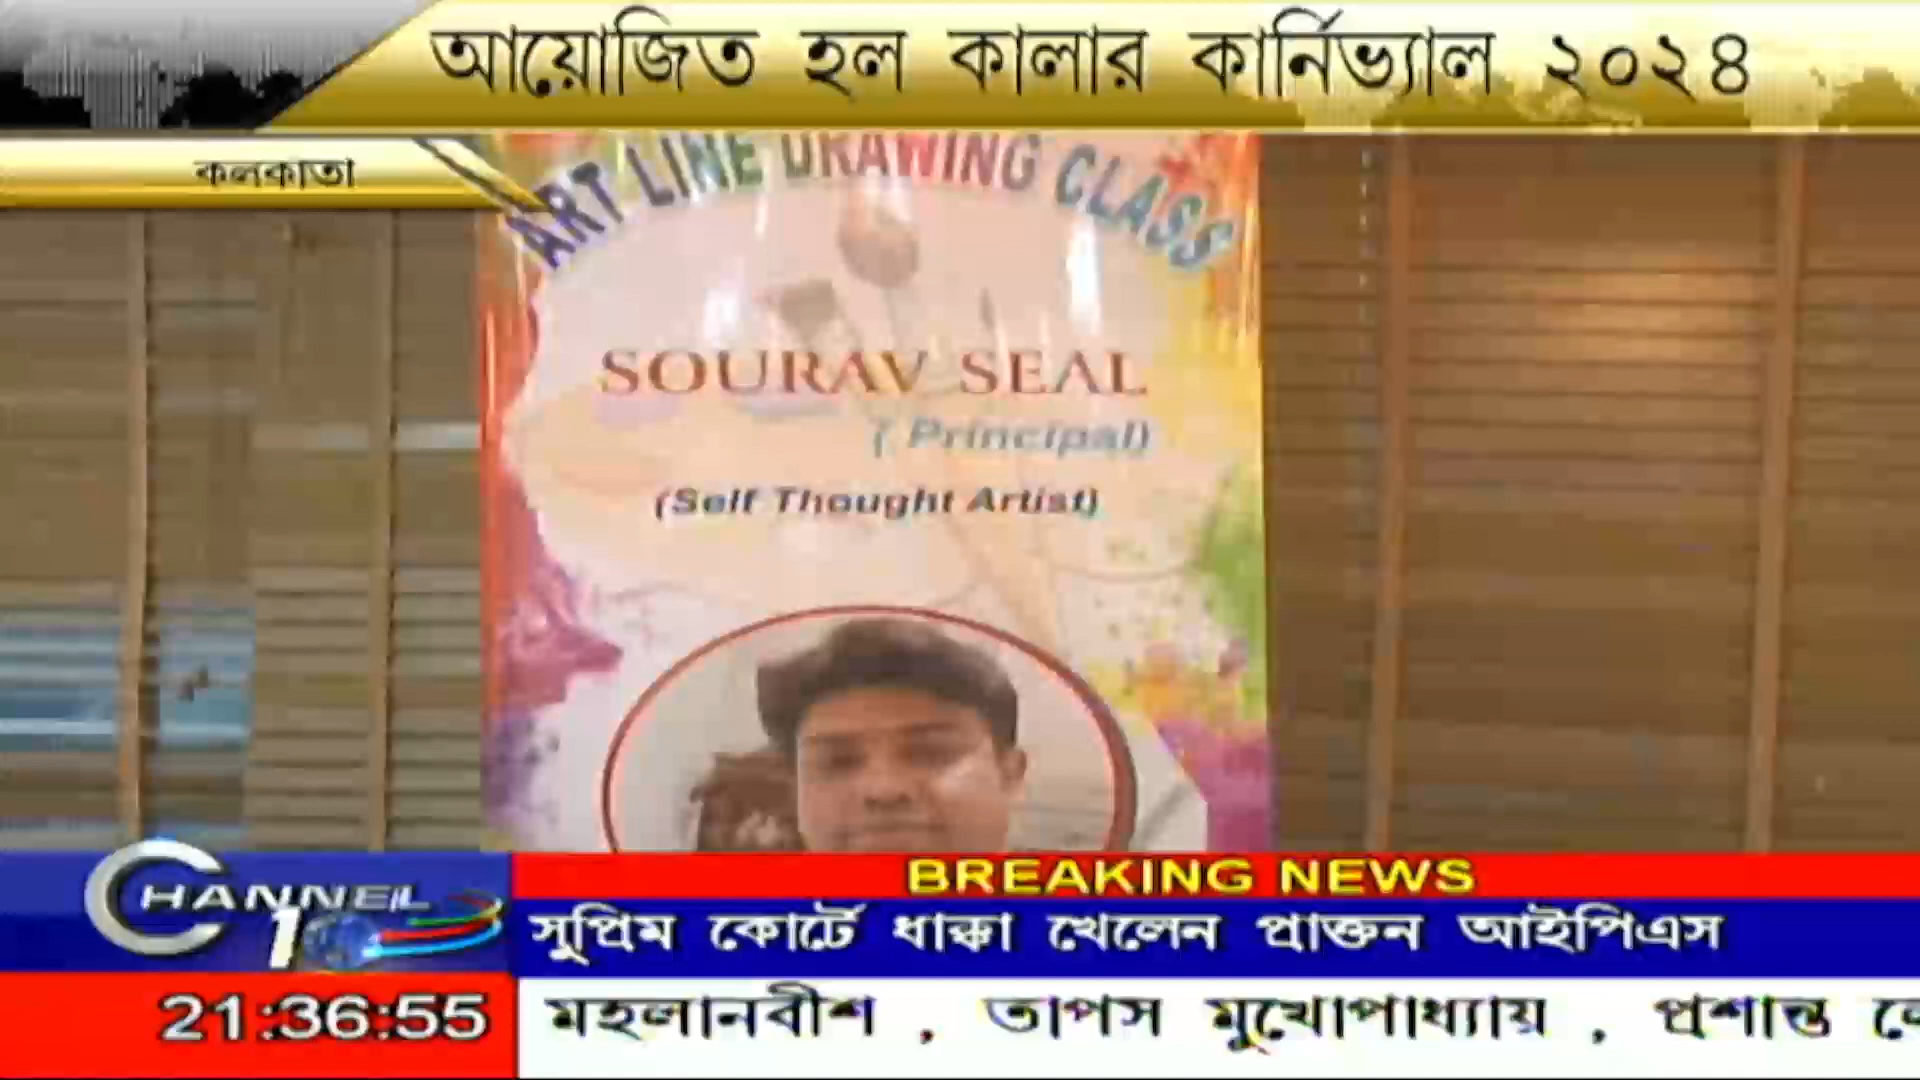 আয়োজিত হল কালার কার্নিভ্যাল ২০২৪
কলকাতা
ART LINE DRAWING CLASS
SOURAV SEAL
( Principal)
(Self Thought Artist)
CHANNEL 10
BREAKING NEWS
সুপ্রিম কোর্টে ধাক্কা খেলেন প্রাক্তন আইপিএস
21:36:55
মহলানবীশ , তাপস মুখোপাধ্যায় , প্রশান্ত